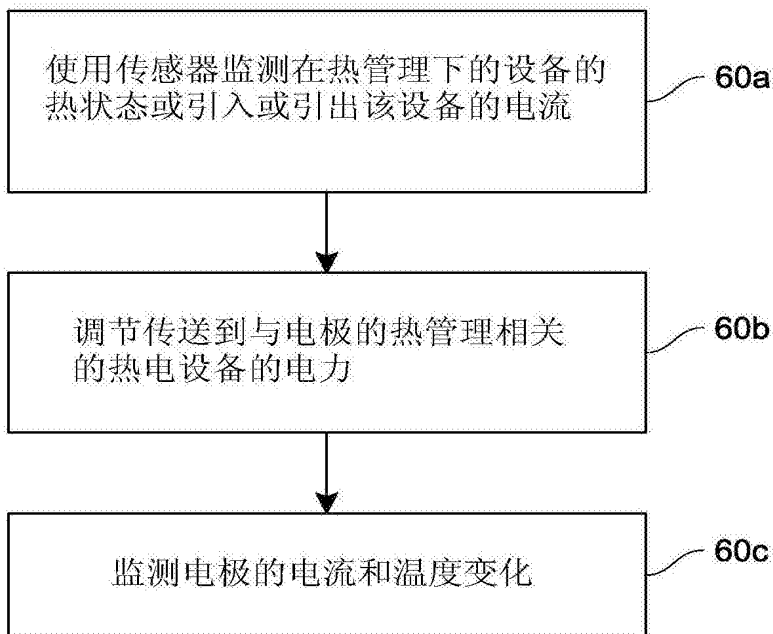 使用传感器监测在热管理下的设备的
热状态或引入或引出该设备的电流
60a
调节传送到与电极的热管理相关
的热电设备的电力
60b
监测电极的电流和温度变化
60c